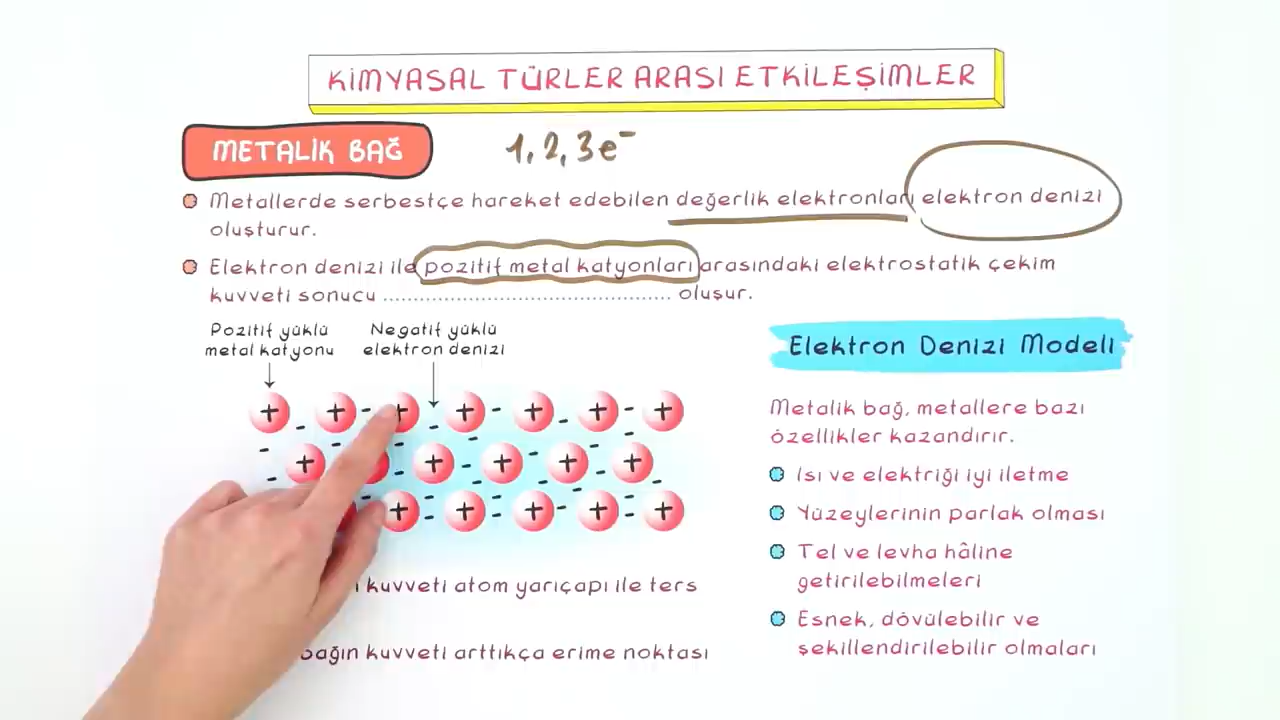 KİMYASAL TÜRLER ARASI ETKİLEŞİMLER
METALİK BAĞ
1, 2, 3 e⁻
Metallerde serbestçe hareket edebilen değerlik elektronları elektron denizi
oluşturur.
Elektron denizi ile pozitif metal katyonları arasındaki elektrostatik çekim
kuvveti sonucu ........................................ oluşur.
Pozitif yüklü
metal katyonu
Negatif yüklü
elektron denizi
Elektron Denizi Modeli
Metalik bağ, metallere bazı
özellikler kazandırır.
Isı ve elektriği iyi iletme
Yüzeylerinin parlak olması
Tel ve levha hâline
getirilebilmeleri
Esnek, dövülebilir ve
şekillendirilebilir olmaları
kuvveti atom yarıçapı ile ters
bağın kuvveti arttıkça erime noktası